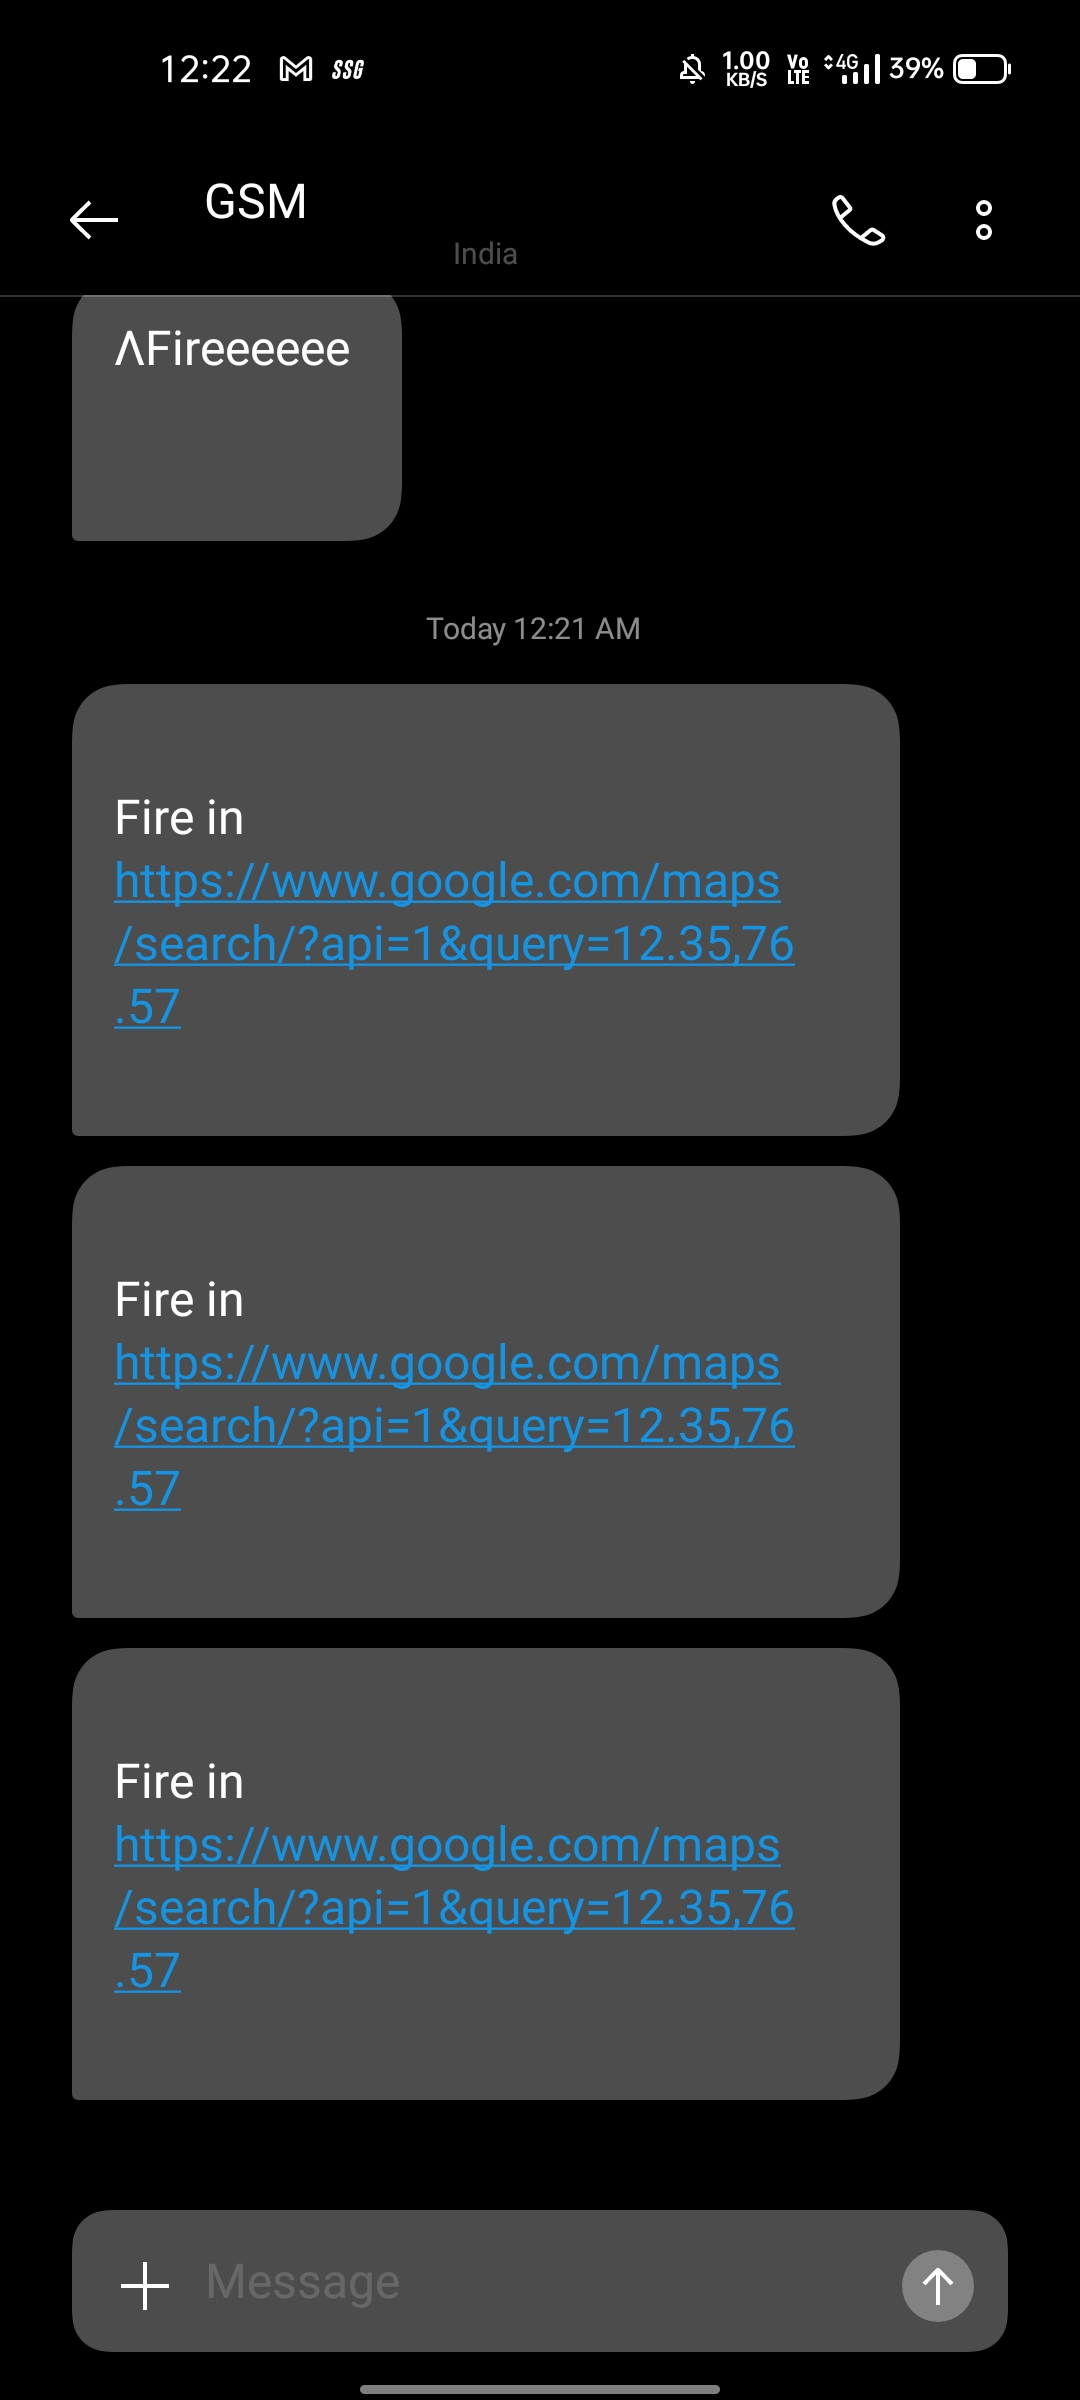 12:22 SSG 1.00 KB/S Vo LTE 4G 39%
GSM
India
ΛFireeeeee
Today 12:21 AM
Fire in
https://www.google.com/maps
/search/?api=1&query=12.35,76
.57
Fire in
https://www.google.com/maps
/search/?api=1&query=12.35,76
.57
Fire in
https://www.google.com/maps
/search/?api=1&query=12.35,76
.57
Message